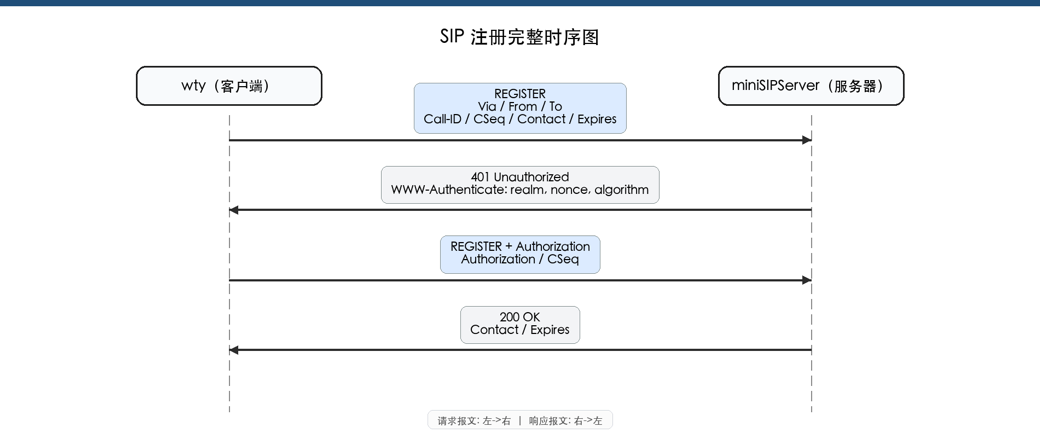 SIP 注册完整时序图
wty（客户端）
miniSIPServer（服务器）
REGISTER
Via / From / To
Call-ID / CSeq / Contact / Expires
401 Unauthorized
WWW-Authenticate: realm, nonce, algorithm
REGISTER + Authorization
Authorization / CSeq
200 OK
Contact / Expires
请求报文: 左->右 | 响应报文: 右->左